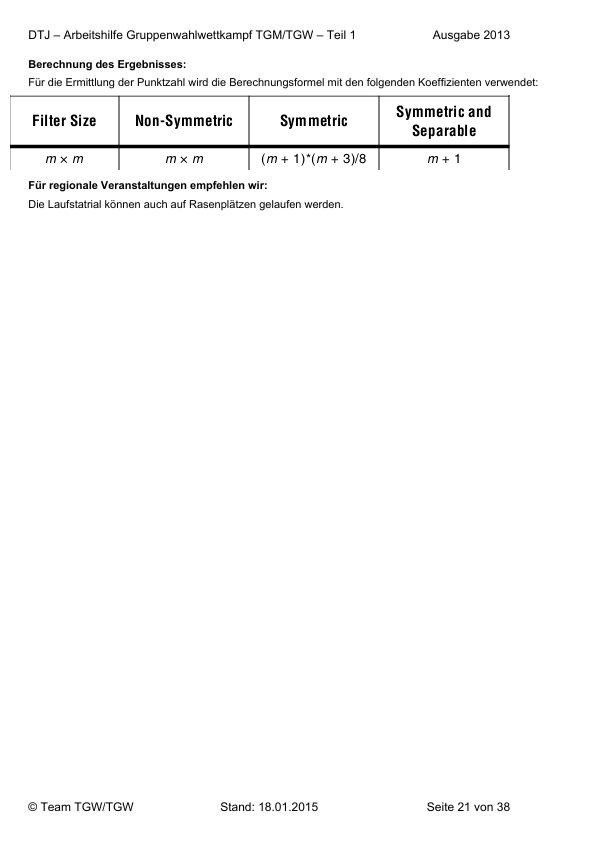 DTJ – Arbeitshilfe Gruppenwahlwettkampf TGM/TGW – Teil 1 Ausgabe 2013
Berechnung des Ergebnisses:
Für die Ermittlung der Punktzahl wird die Berechnungsformel mit den folgenden Koeffizienten verwendet:
Filter Size Non-Symmetric Symmetric Symmetric and Separable
m × m m × m (m + 1)*(m + 3)/8 m + 1
Für regionale Veranstaltungen empfehlen wir:
Die Laufstatrial können auch auf Rasenplätzen gelaufen werden.
© Team TGW/TGW Stand: 18.01.2015 Seite 21 von 38